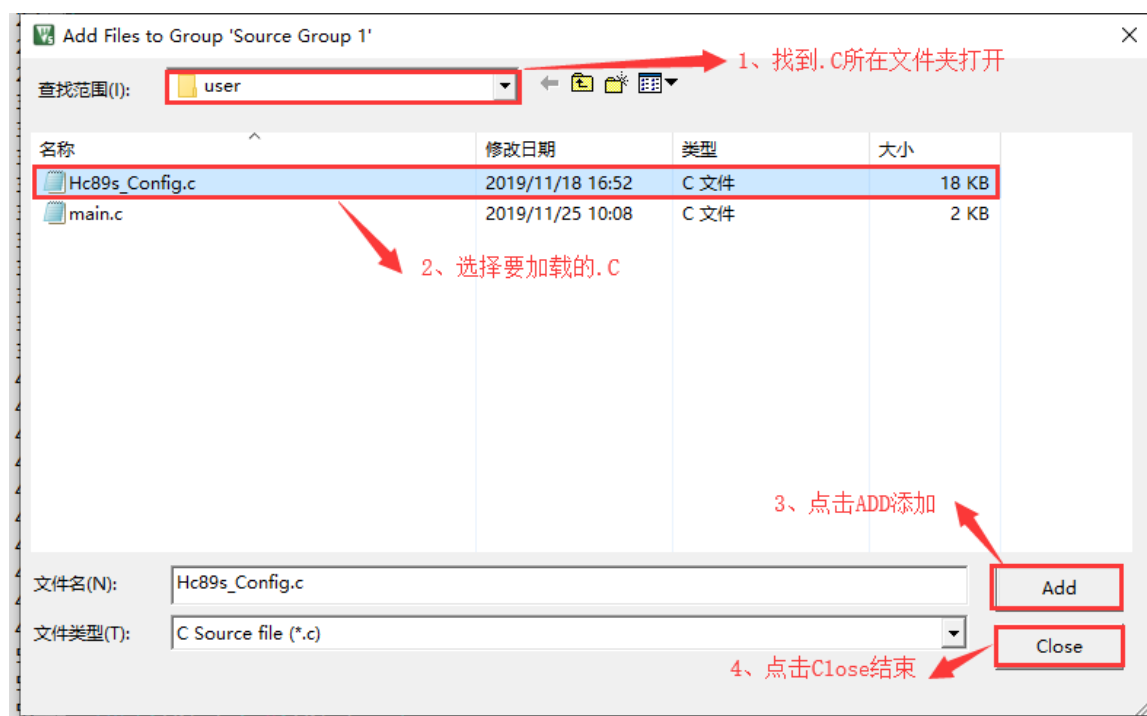 Add Files to Group 'Source Group 1'
1、找到.C所在文件夹打开
查找范围(I): user
名称 修改日期 类型 大小
Hc89s_Config.c 2019/11/18 16:52 C 文件 18 KB
main.c 2019/11/25 10:08 C 文件 2 KB
2、选择要加载的.C
3、点击ADD添加
文件名(N): Hc89s_Config.c Add
文件类型(T): C Source file (*.c) Close
4、点击Close结束